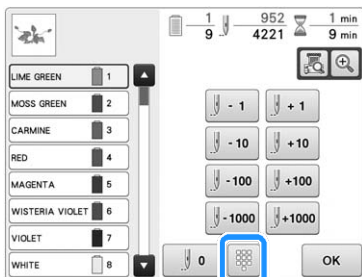 1
9
952
4221
1 min
9 min
LIME GREEN 1
MOSS GREEN 2
CARMINE 3
RED 4
MAGENTA 5
WISTERIA VIOLET 6
VIOLET 7
WHITE 8
- 1 + 1
- 10 + 10
- 100 +100
- 1000 +1000
0 OK